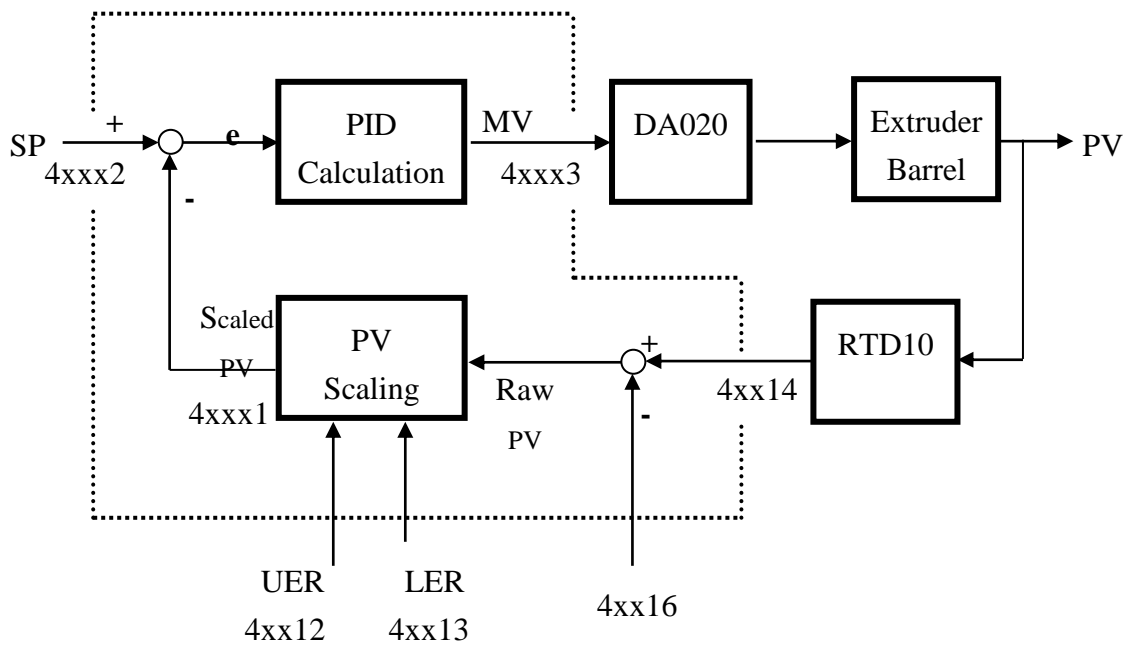 SP
+
4xxx2
-
e
PID
Calculation
MV
4xxx3
DA020
Extruder
Barrel
PV
Scaled
PV
4xxx1
PV
Scaling
Raw
PV
+
-
4xx14
RTD10
UER
4xx12
LER
4xx13
4xx16